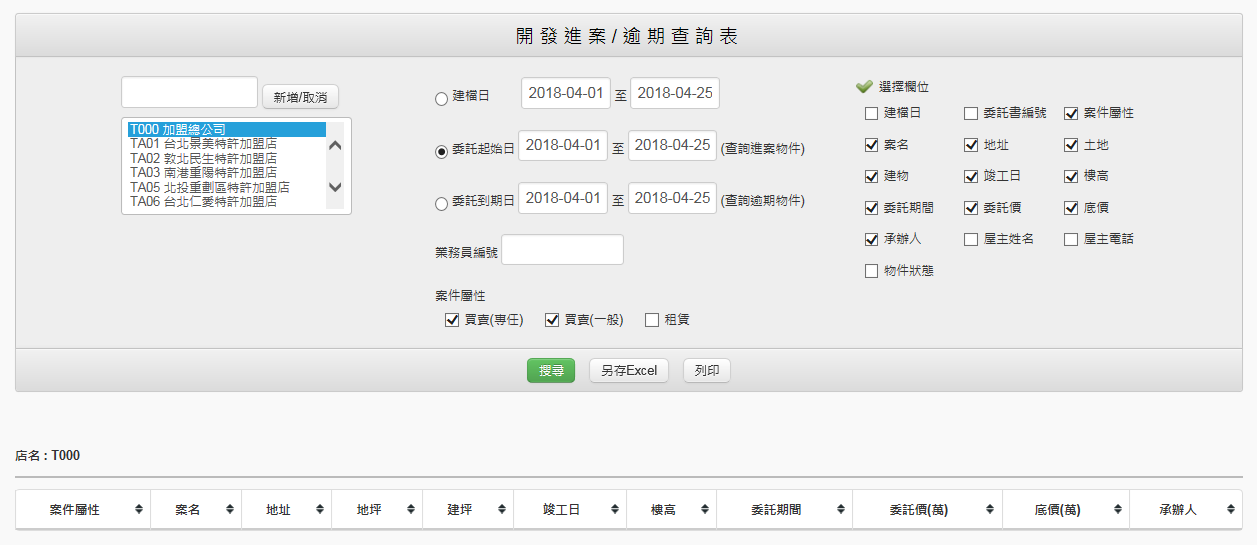 開發進案/逾期查詢表
新增/取消
T000 加盟總公司
TA01 台北景美特許加盟店
TA02 敦北民生特許加盟店
TA03 南港重陽特許加盟店
TA05 北投重劃區特許加盟店
TA06 台北仁愛特許加盟店
建檔日 2018-04-01 至 2018-04-25
委託起始日 2018-04-01 至 2018-04-25 (查詢進案物件)
委託到期日 2018-04-01 至 2018-04-25 (查詢逾期物件)
業務員編號
案件屬性
買賣(專任) 買賣(一般) 租賃
選擇欄位
建檔日 委託書編號 案件屬性
案名 地址 土地
建物 竣工日 樓高
委託期間 委託價 底價
承辦人 屋主姓名 屋主電話
物件狀態
搜尋 另存Excel 列印
店名 : T000
案件屬性 案名 地址 地坪 建坪 竣工日 樓高 委託期間 委託價(萬) 底價(萬) 承辦人